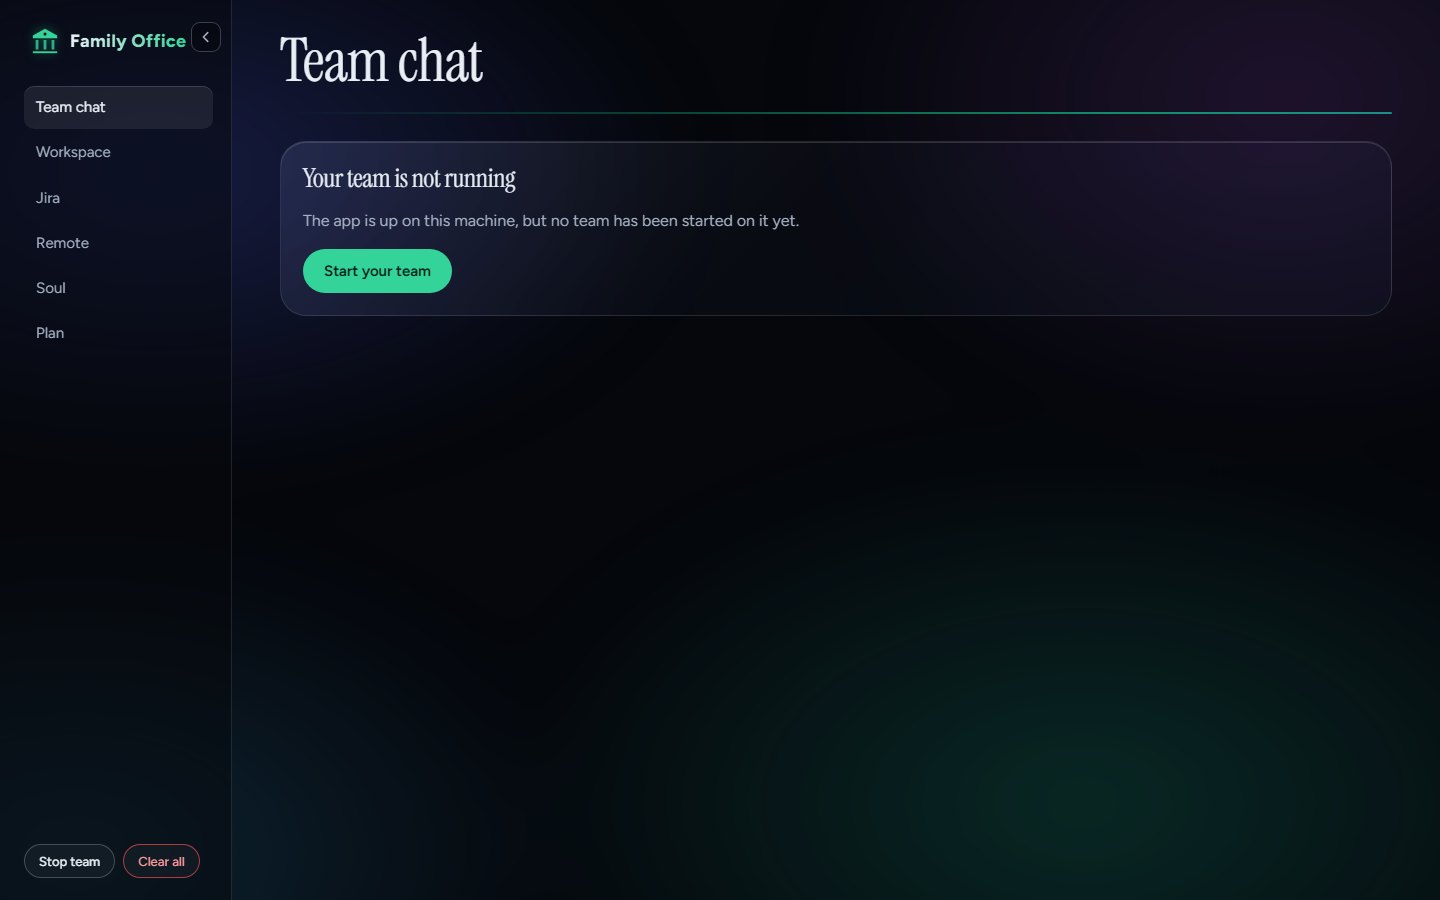 Family Office
Team chat
Workspace
Jira
Remote
Soul
Plan
Stop team
Clear all
Team chat
Your team is not running
The app is up on this machine, but no team has been started on it yet.
Start your team